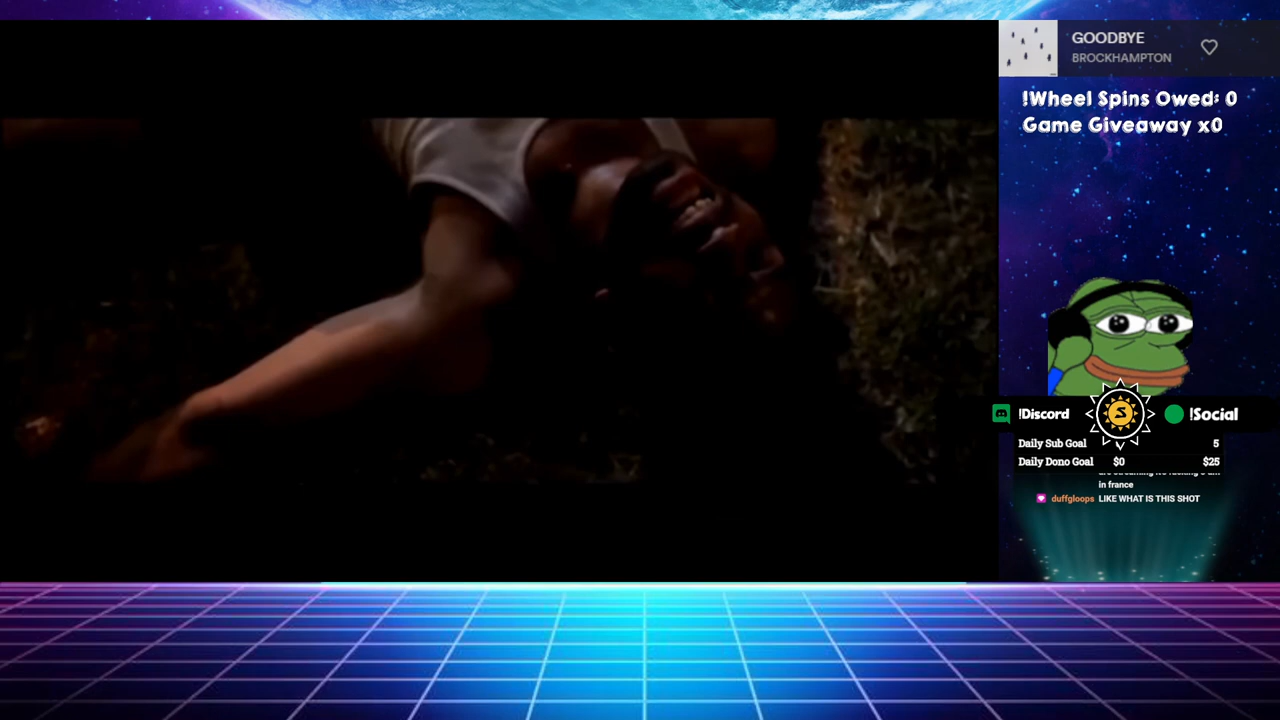 GOODBYE
BROCKHAMPTON
!Wheel Spins Owed: 0
Game Giveaway x0
!Discord
!Social
Daily Sub Goal 5
Daily Dono Goal $0 $25
in france
duffgloops LIKE WHAT IS THIS SHOT